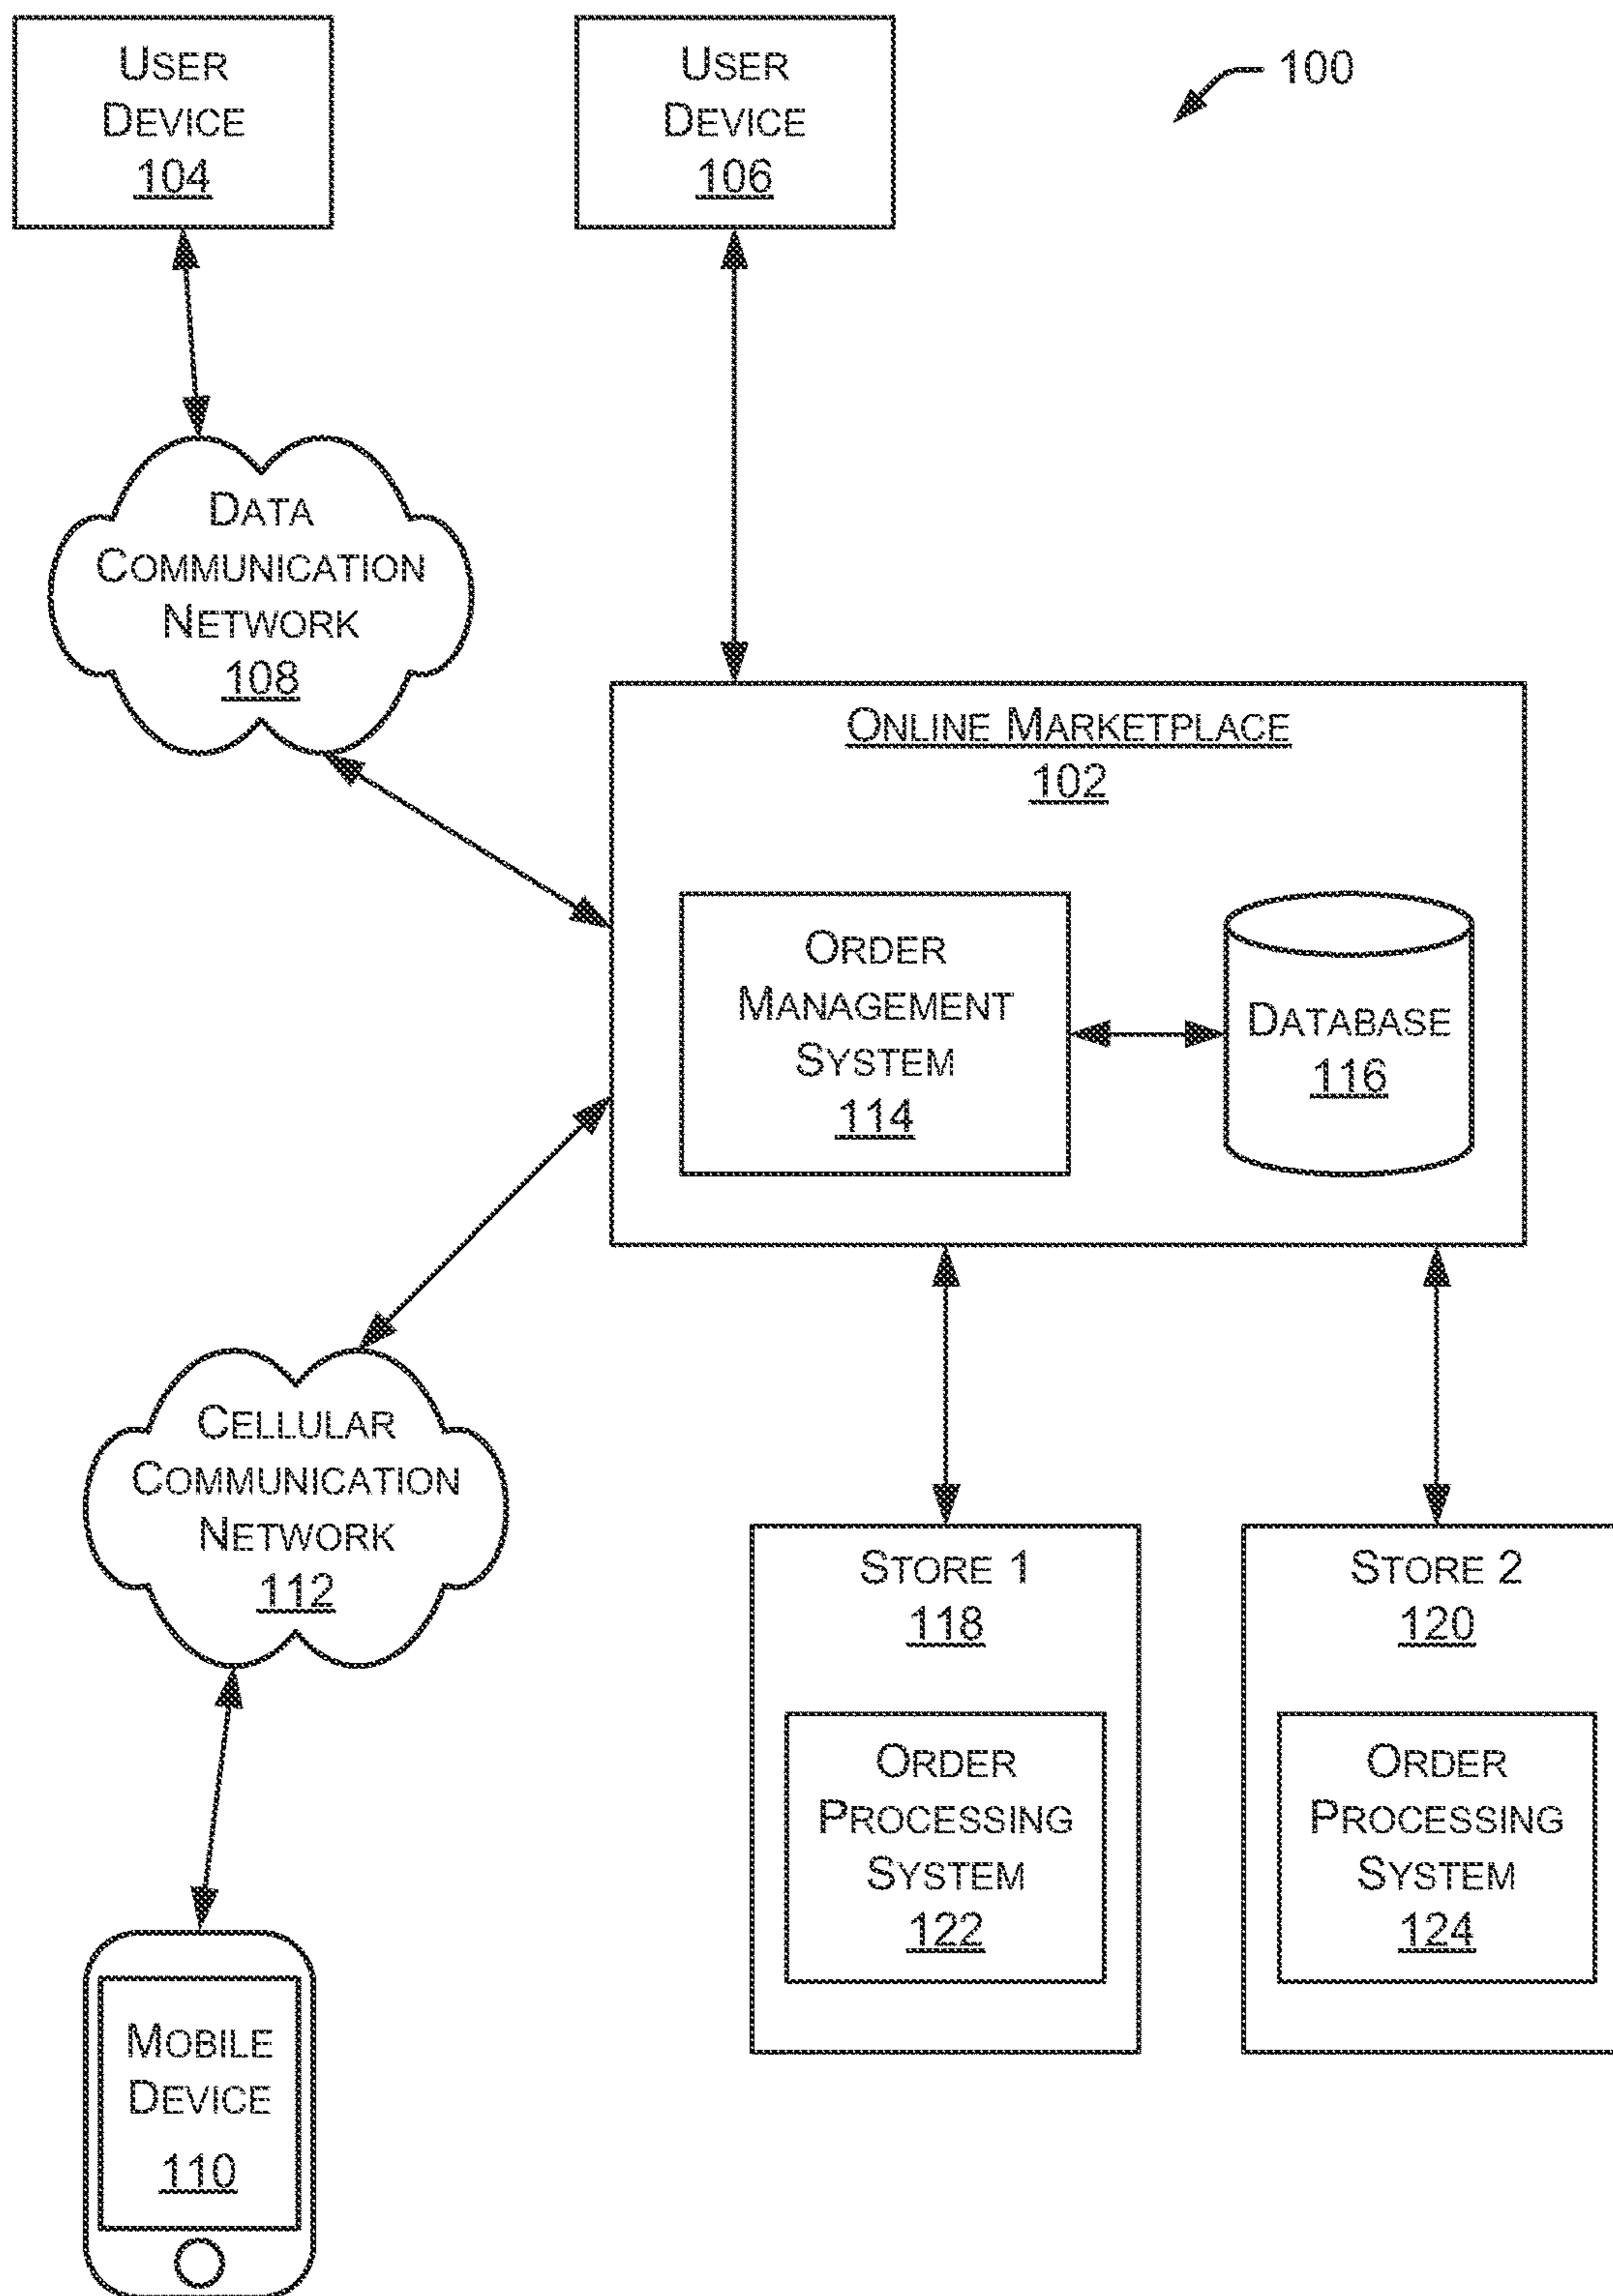 USER
DEVICE
104
USER
DEVICE
106
100
DATA
COMMUNICATION
NETWORK
108
ONLINE MARKETPLACE
102
ORDER
MANAGEMENT
SYSTEM
114
DATABASE
116
CELLULAR
COMMUNICATION
NETWORK
112
STORE 1
118
ORDER
PROCESSING
SYSTEM
122
STORE 2
120
ORDER
PROCESSING
SYSTEM
124
MOBILE
DEVICE
110